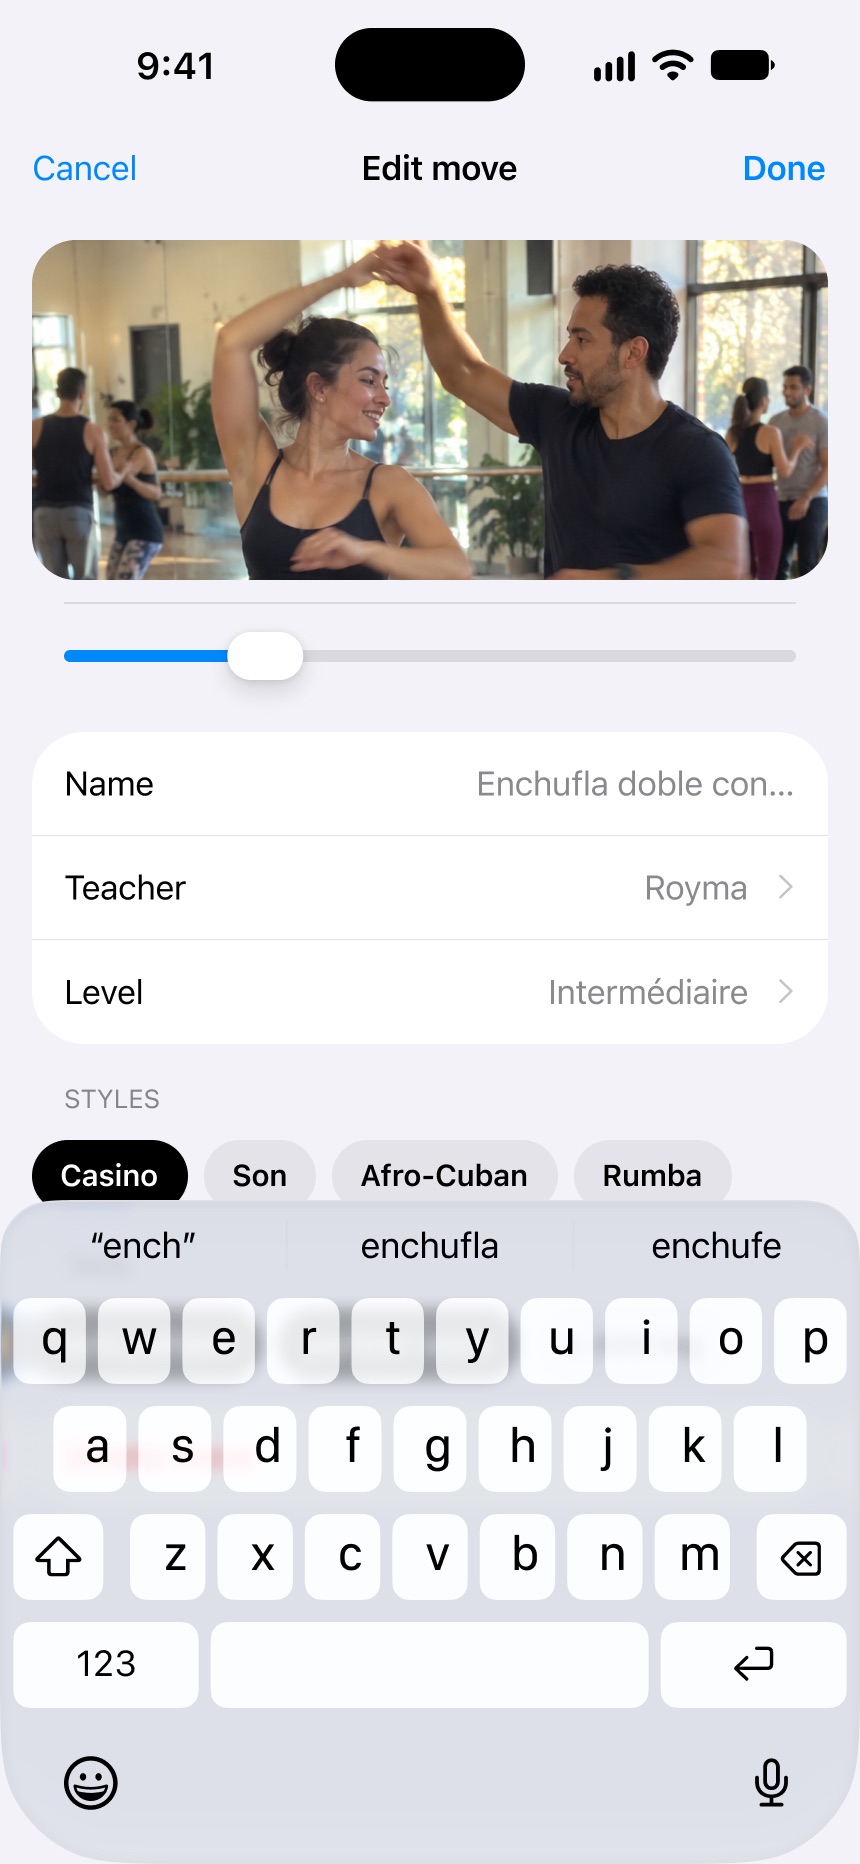 9:41
Cancel Edit move Done
Name Enchufla doble con...
Teacher Royma
Level Intermédiaire
STYLES
Casino Son Afro-Cuban Rumba
“ench” enchufla enchufe
q w e r t y u i o p
a s d f g h j k l
z x c v b n m
123